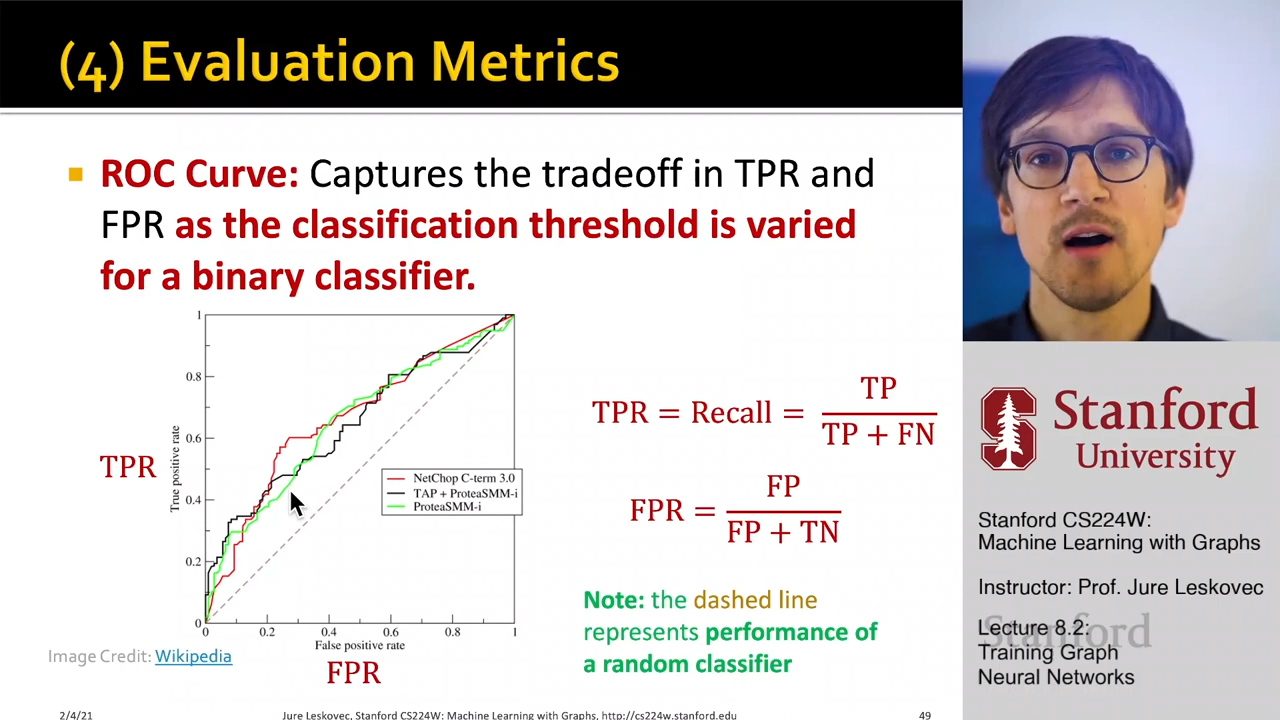 (4) Evaluation Metrics
ROC Curve: Captures the tradeoff in TPR and
FPR as the classification threshold is varied
for a binary classifier.
TPR
True positive rate
1
0.8
0.6
0.4
0.2
0
0 0.2 0.4 0.6 0.8 1
False positive rate
FPR
NetChop C-term 3.0
TAP + ProteaSMM-i
ProteaSMM-i
TPR = Recall = TP
TP + FN
FPR = FP
FP + TN
Note: the dashed line
represents performance of
a random classifier
Image Credit: Wikipedia
2/4/21
Jure Leskovec, Stanford CS224W: Machine Learning with Graphs, http://cs224w.stanford.edu
49
Stanford
University
Stanford CS224W:
Machine Learning with Graphs
Instructor: Prof. Jure Leskovec
Lecture 8.2:
Training Graph
Neural Networks
Stanford